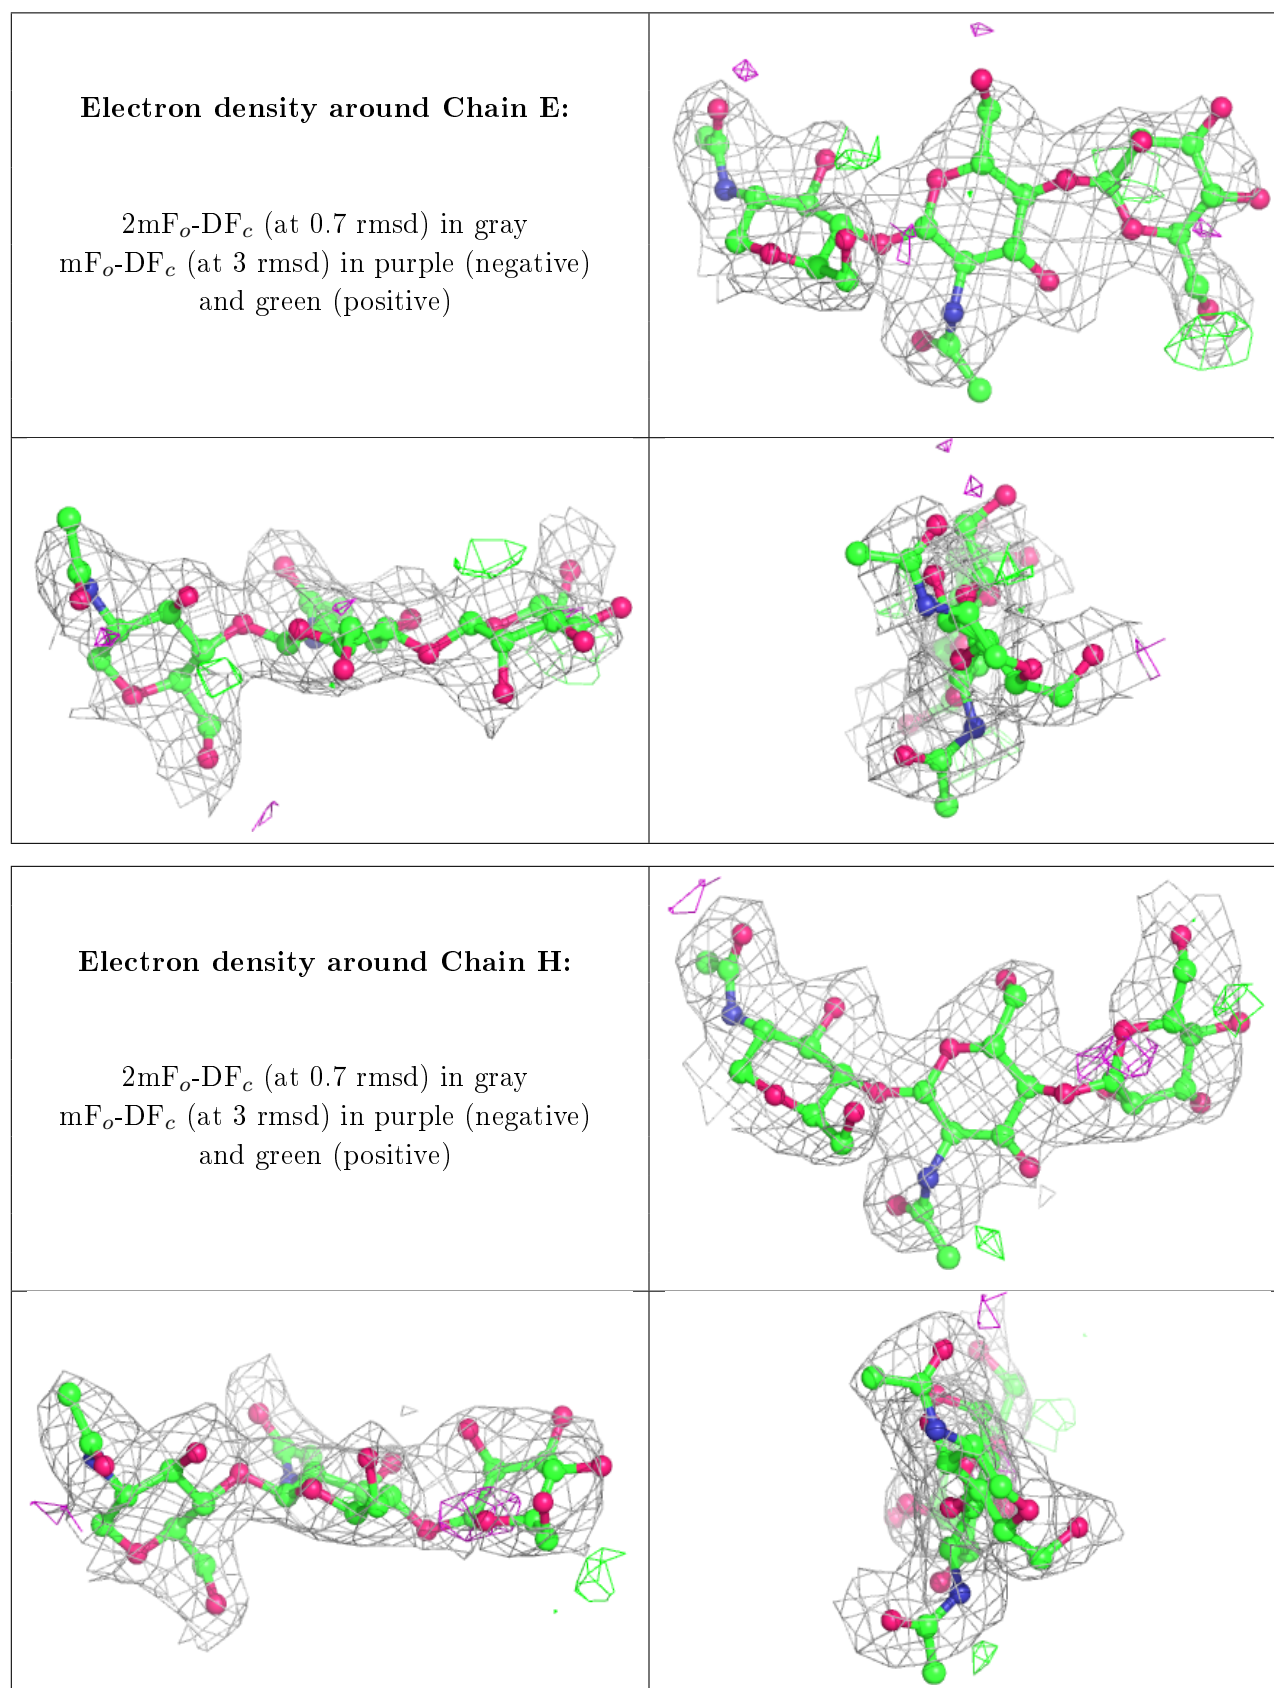 Electron density around Chain E:
2mFₒ-DF𝒸 (at 0.7 rmsd) in gray
mFₒ-DF𝒸 (at 3 rmsd) in purple (negative)
and green (positive)
Electron density around Chain H:
2mFₒ-DF𝒸 (at 0.7 rmsd) in gray
mFₒ-DF𝒸 (at 3 rmsd) in purple (negative)
and green (positive)